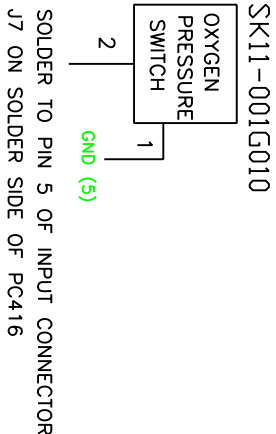 SK11-001G010
OXYGEN
PRESSURE
SWITCH
2
1
GND (5)
SOLDER TO PIN 5 OF INPUT CONNECTOR
J7 ON SOLDER SIDE OF PC416